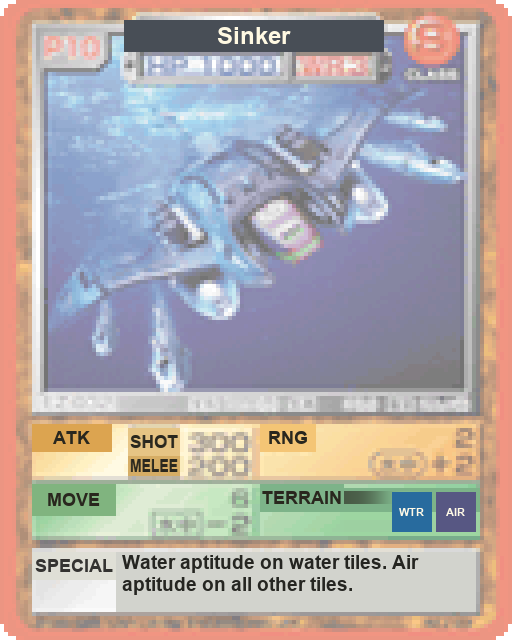 Sinker
P10
S
HP 1000
CLASS
ATK
SHOT 300
MELEE 200
RNG 2
+2
MOVE 6
-2
TERRAIN
WTR AIR
SPECIAL
Water aptitude on water tiles. Air
aptitude on all other tiles.